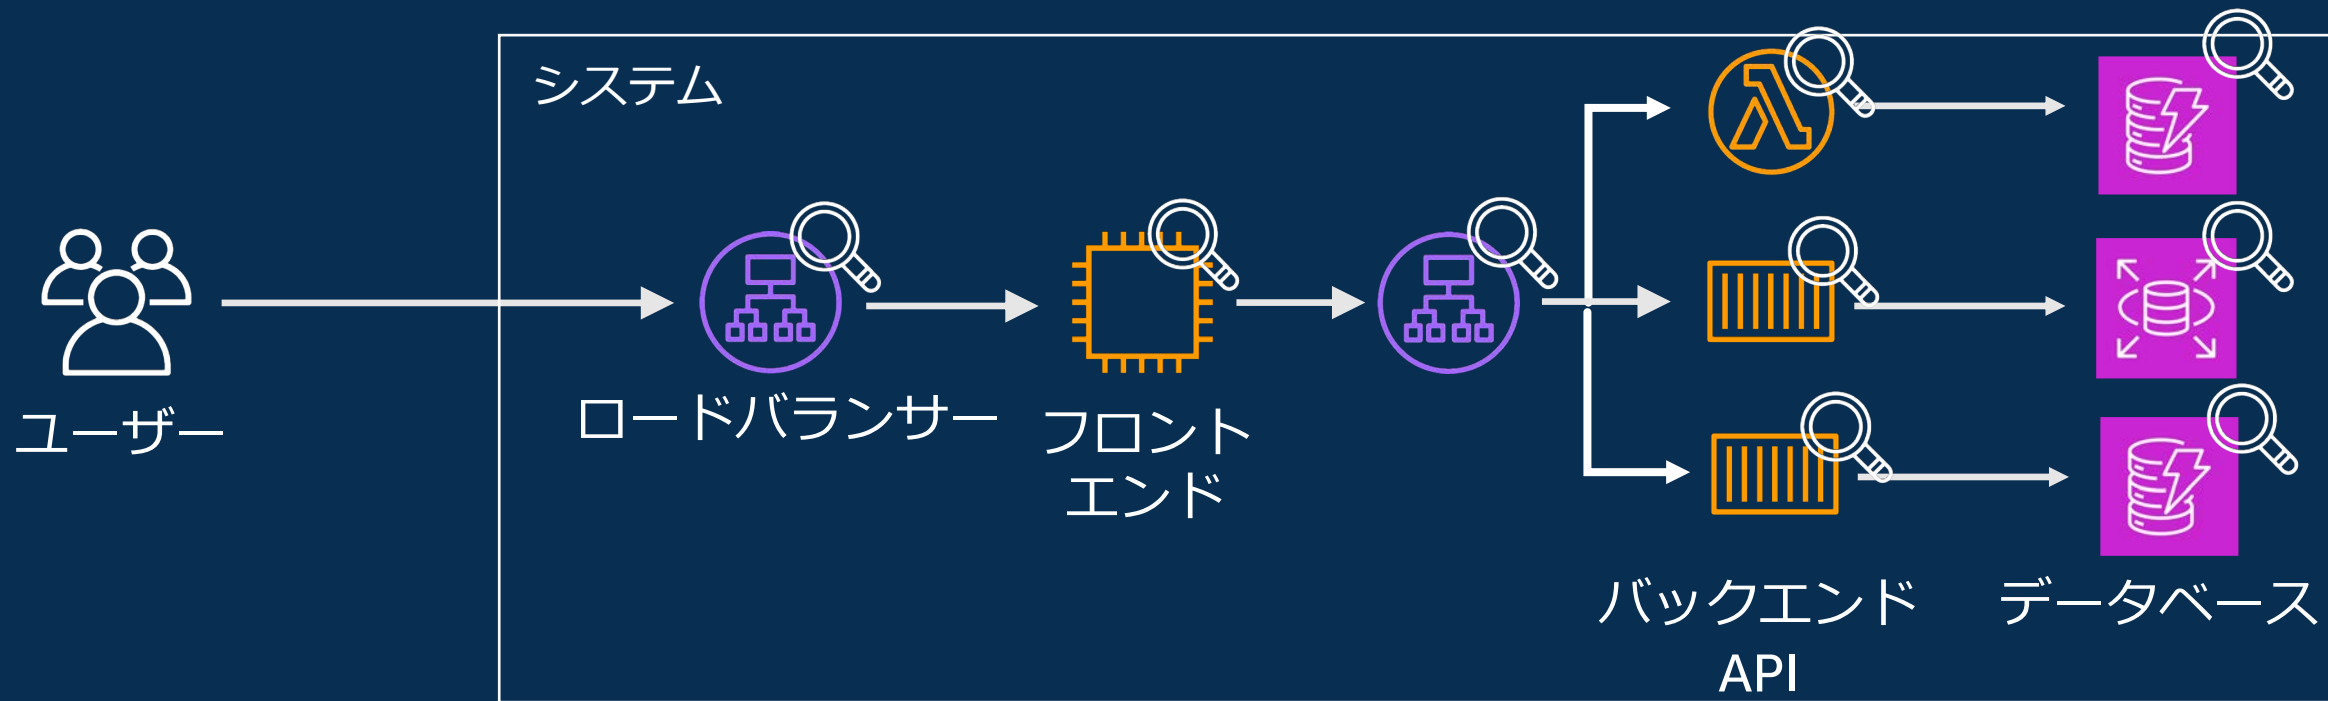 システム
ユーザー
ロードバランサー
フロント
エンド
バックエンド
API
データベース